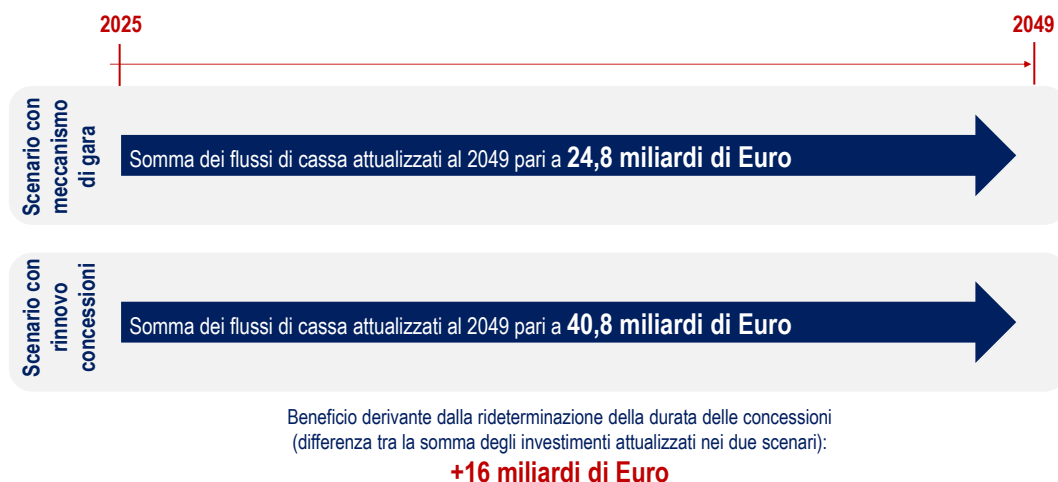 2025
2049
Scenario con
meccanismo
di gara
Somma dei flussi di cassa attualizzati al 2049 pari a 24,8 miliardi di Euro
Scenario con
rinnovo
concessioni
Somma dei flussi di cassa attualizzati al 2049 pari a 40,8 miliardi di Euro
Beneficio derivante dalla rideterminazione della durata delle concessioni
(differenza tra la somma degli investimenti attualizzati nei due scenari):
+16 miliardi di Euro